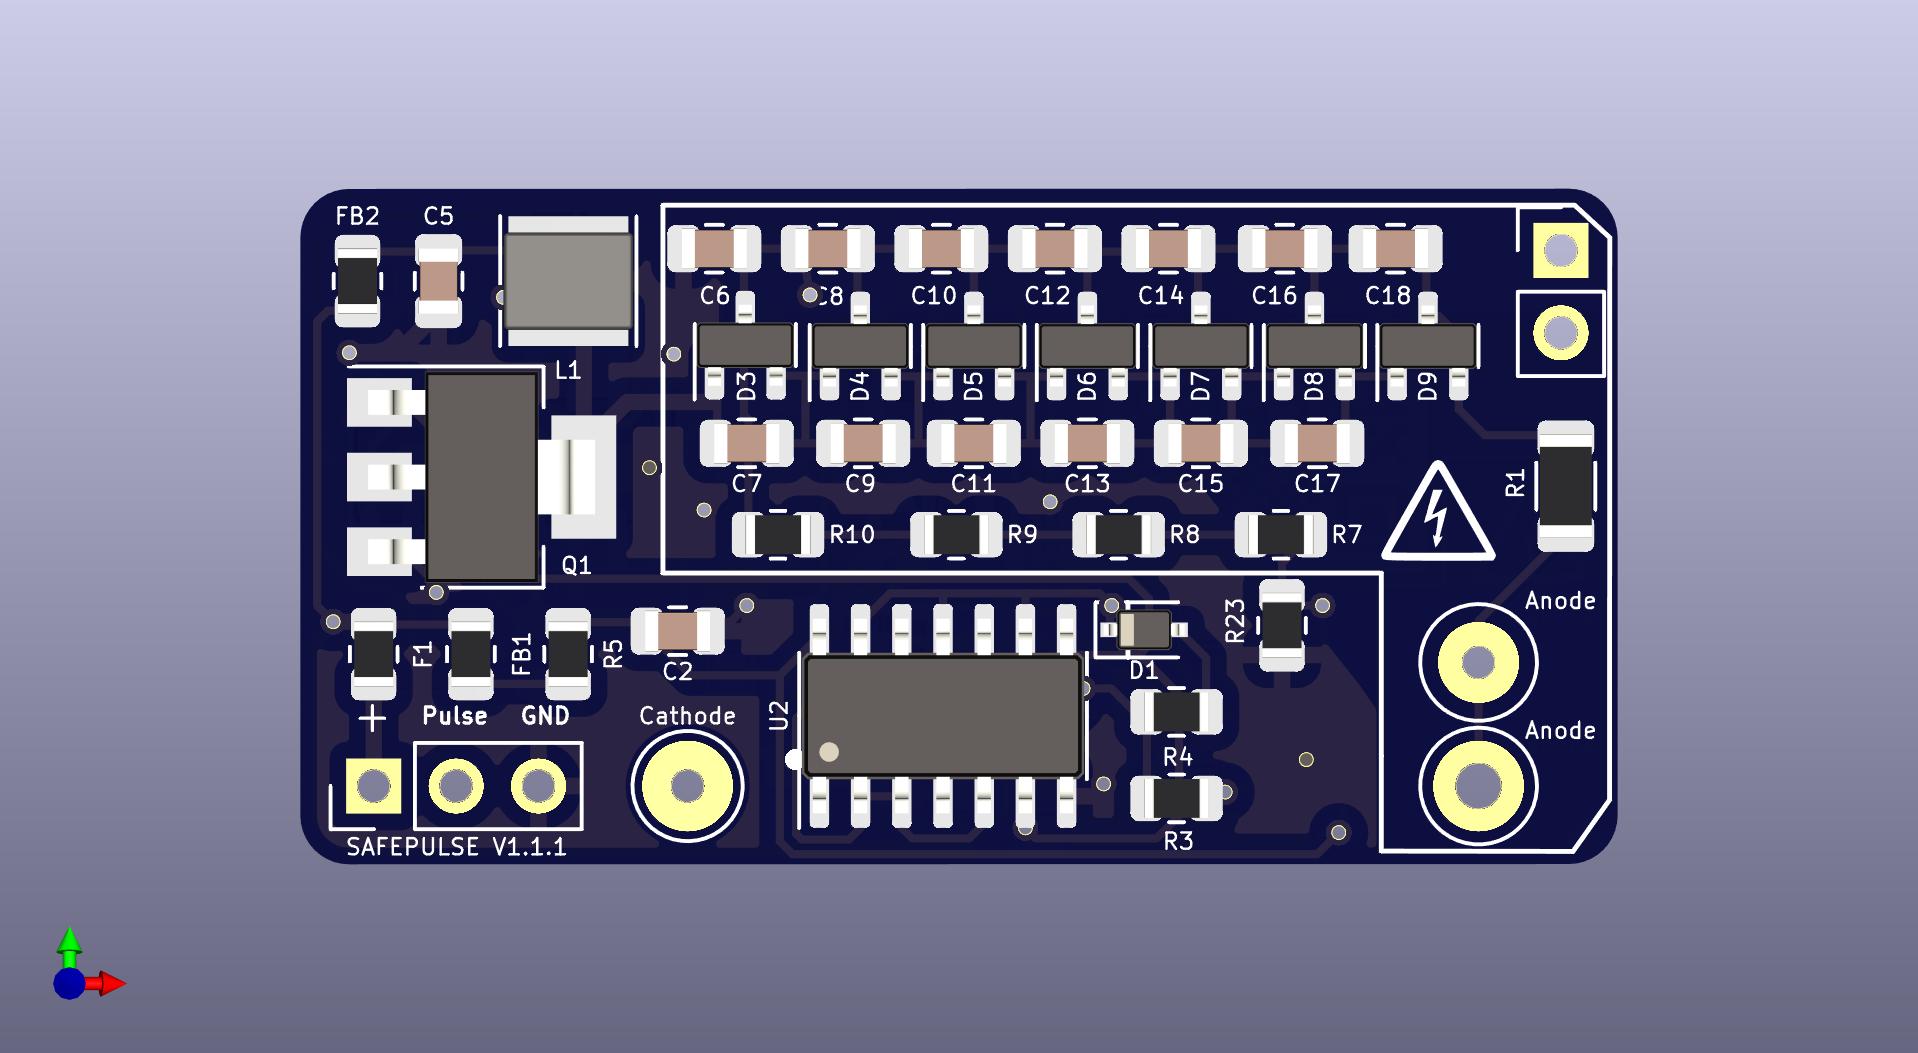 FB2 C5
C6 C8 C10 C12 C14 C16 C18
L1
D3 D4 D5 D6 D7 D8 D9
C7 C9 C11 C13 C15 C17
R1
R10 R9 R8 R7
Q1
Anode
F1 FB1 R5 C2 D1 R23
+ Pulse GND Cathode U2
Anode
R4
SAFEPULSE V1.1.1
R3